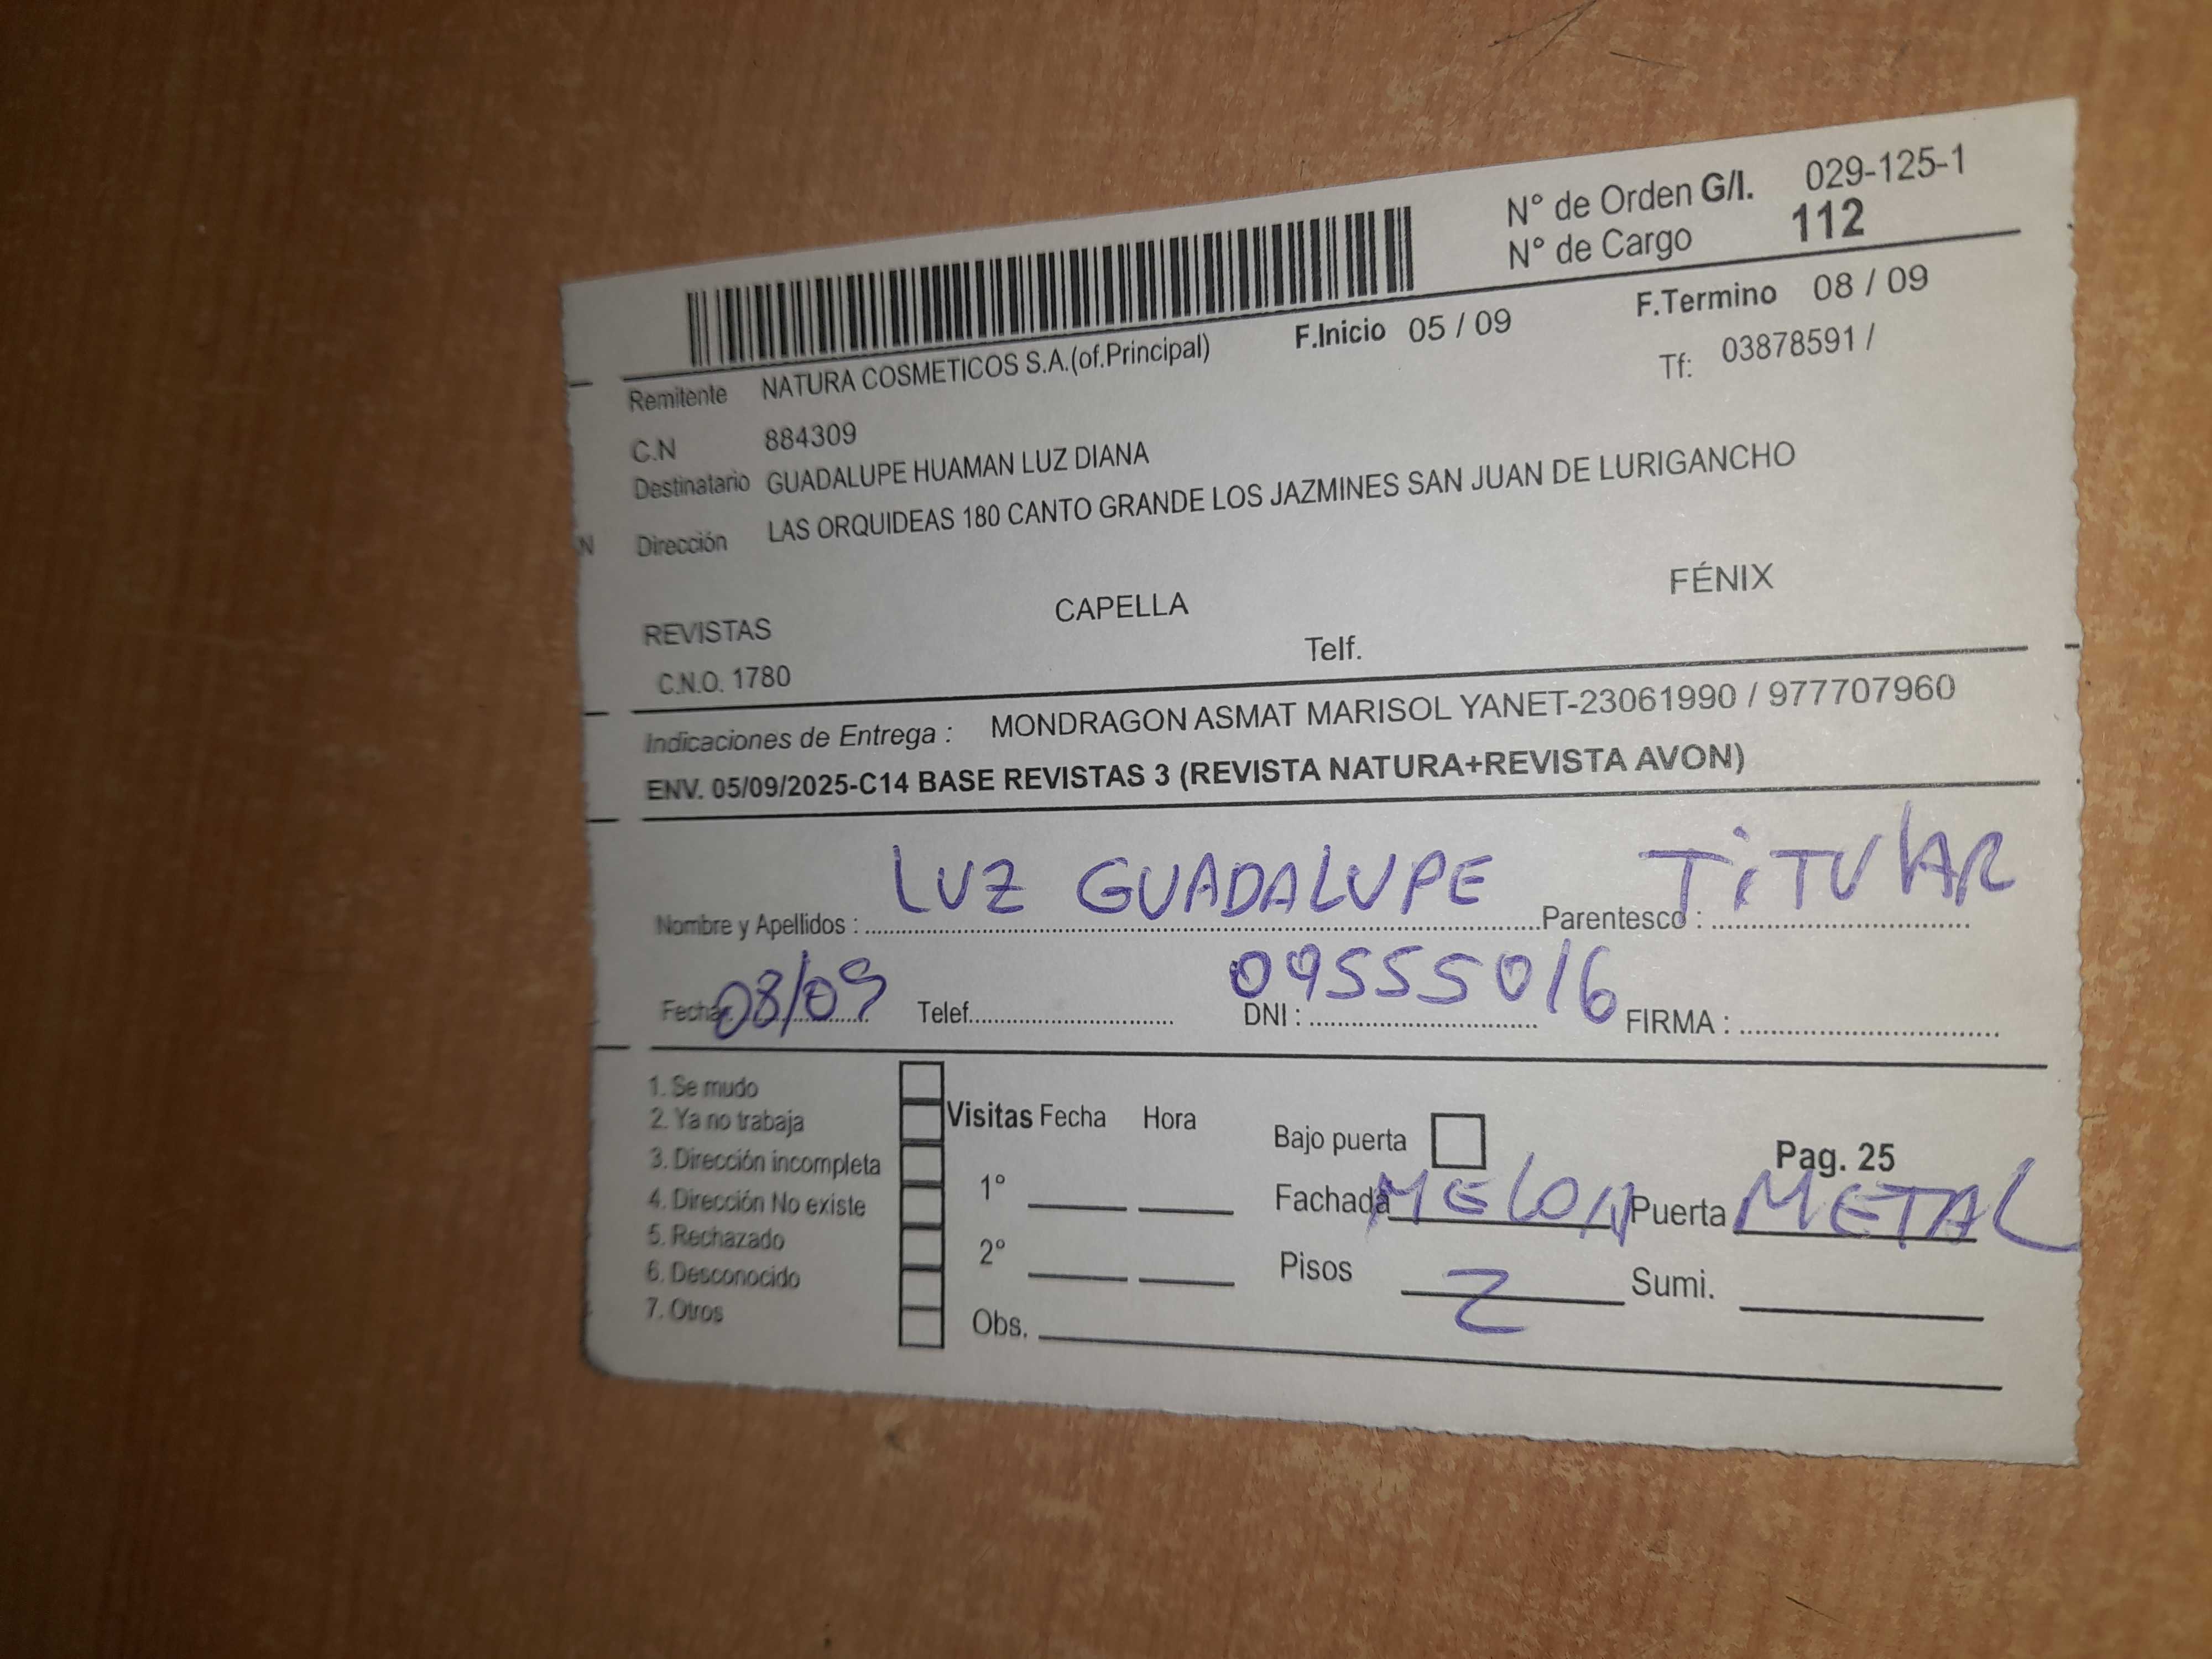 N° de Orden G/I. 029-125-1
N° de Cargo 112
F.Inicio 05 / 09 F.Termino 08 / 09
Remitente NATURA COSMETICOS S.A.(of.Principal) Tf: 03878591 /
C.N 884309
Destinatario GUADALUPE HUAMAN LUZ DIANA
N Dirección LAS ORQUIDEAS 180 CANTO GRANDE LOS JAZMINES SAN JUAN DE LURIGANCHO
REVISTAS CAPELLA FÉNIX
C.N.O. 1780 Telf.
Indicaciones de Entrega : MONDRAGON ASMAT MARISOL YANET-23061990 / 977707960
ENV. 05/09/2025-C14 BASE REVISTAS 3 (REVISTA NATURA+REVISTA AVON)
Nombre y Apellidos : LUZ GUADALUPE Parentesco : TiTULAR
Fecha: 08/09 Telef. DNI : 09555016 FIRMA :
1. Se mudo
2. Ya no trabaja Visitas Fecha Hora Bajo puerta Pag. 25
3. Dirección incompleta
4. Dirección No existe 1° Fachada MELON Puerta METAL
5. Rechazado
6. Desconocido 2° Pisos 2 Sumi.
7. Otros Obs.